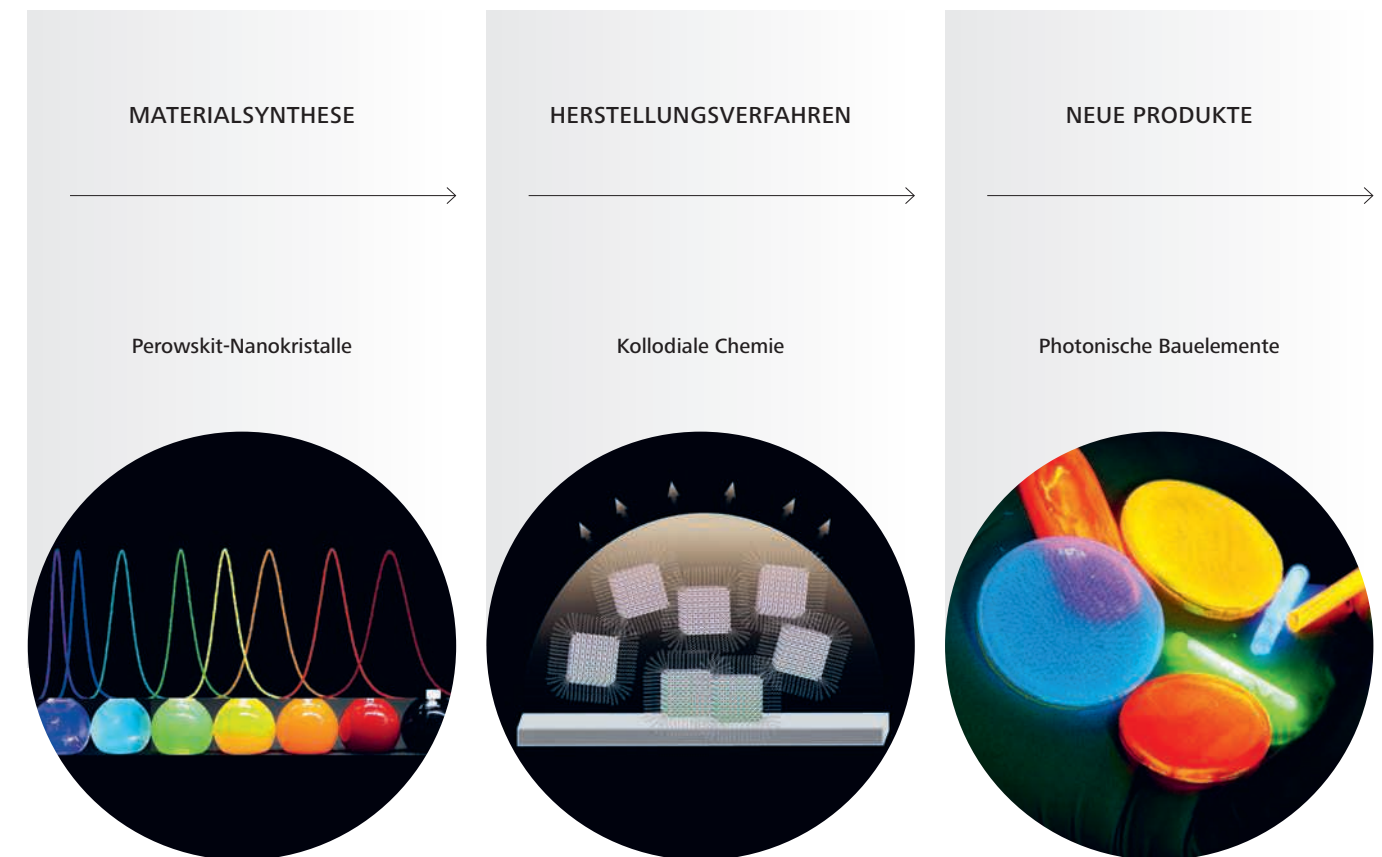 MATERIALSYNTHESE
HERSTELLUNGSVERFAHREN
NEUE PRODUKTE
Perowskit-Nanokristalle
Kollodiale Chemie
Photonische Bauelemente